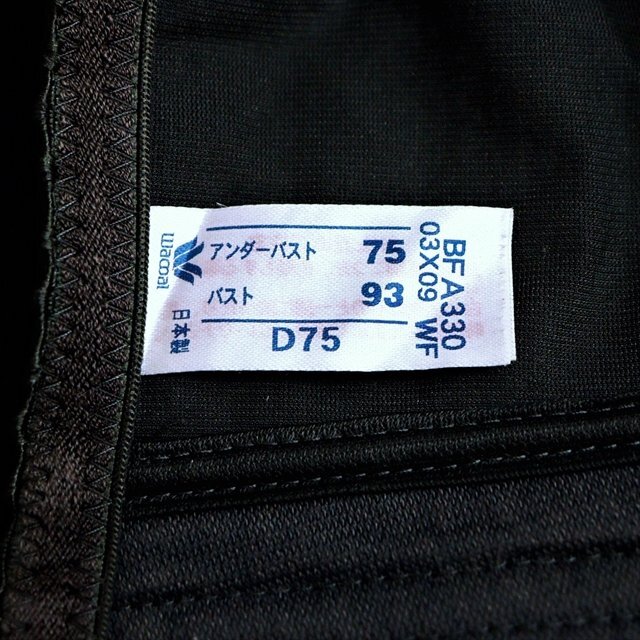 wacoal
日本製
アンダーバスト 75
バスト 93
D75
BFA330
03X09 WF